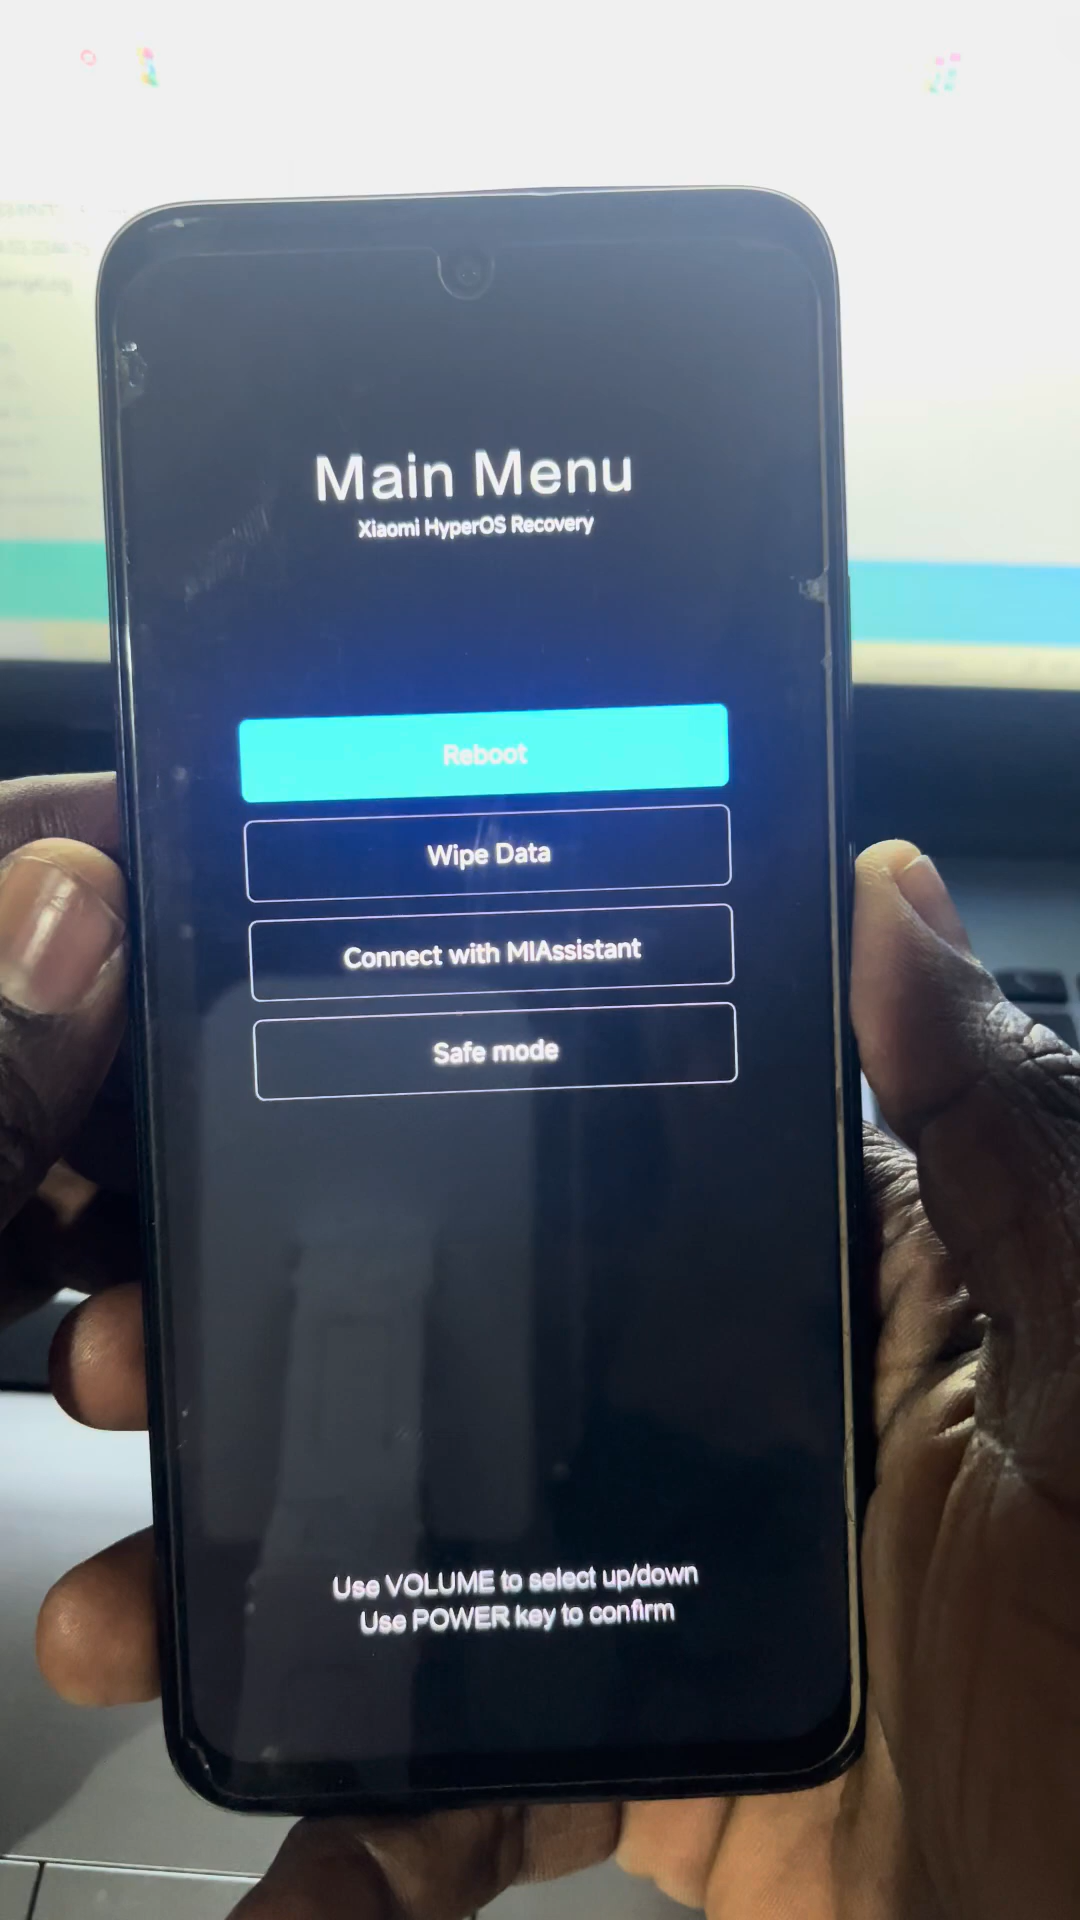 Main Menu
Xiaomi HyperOS Recovery
Reboot
Wipe Data
Connect with MIAssistant
Safe mode
Use VOLUME to select up/down
Use POWER key to confirm